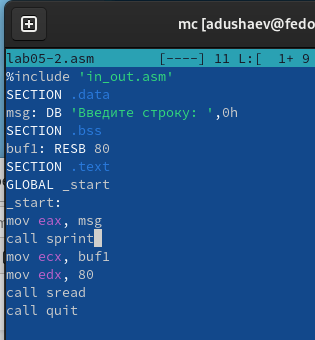 mc [adushaev@fedo
lab05-2.asm [----] 11 L:[ 1+ 9
%include 'in_out.asm'
SECTION .data
msg: DB 'Введите строку: ',0h
SECTION .bss
buf1: RESB 80
SECTION .text
GLOBAL _start
_start:
mov eax, msg
call sprint
mov ecx, buf1
mov edx, 80
call sread
call quit